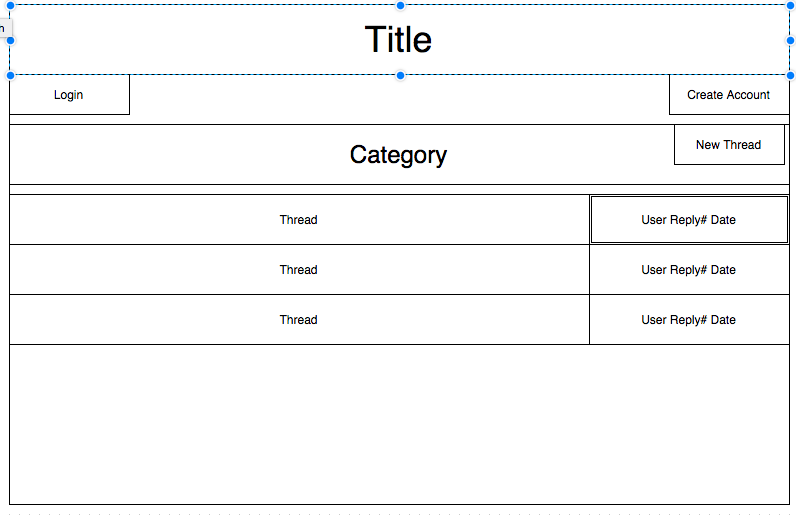 Title
Login
Create Account
Category
New Thread
Thread
User Reply# Date
Thread
User Reply# Date
Thread
User Reply# Date